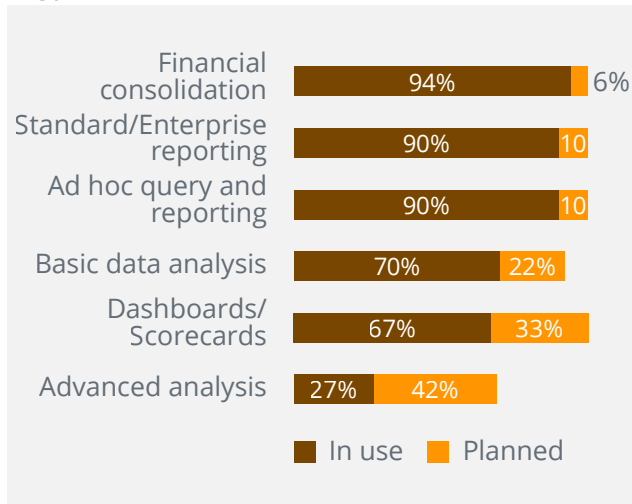 Financial
consolidation
94%
6%
Standard/Enterprise
reporting
90%
10
Ad hoc query and
reporting
90%
10
Basic data analysis
70%
22%
Dashboards/
Scorecards
67%
33%
Advanced analysis
27%
42%
In use
Planned